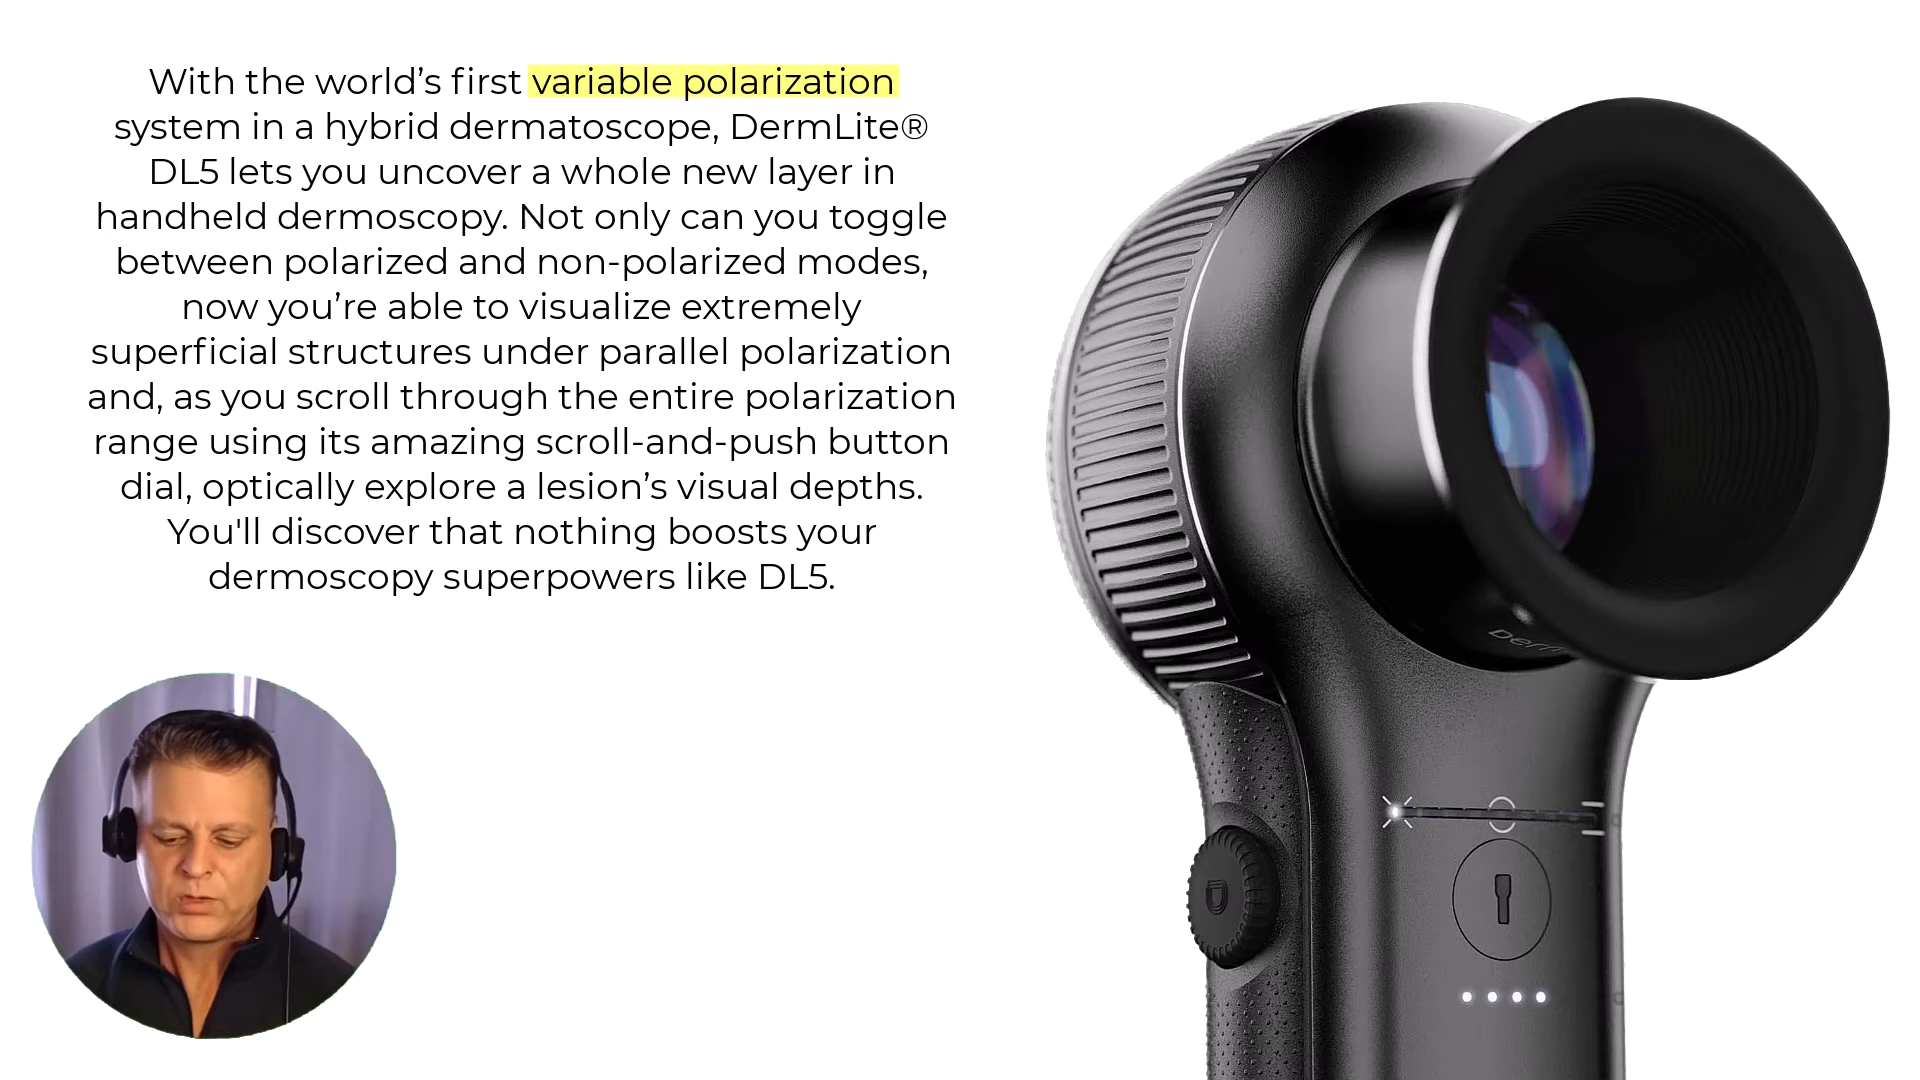 With the world’s first variable polarization
system in a hybrid dermatoscope, DermLite®
DL5 lets you uncover a whole new layer in
handheld dermoscopy. Not only can you toggle
between polarized and non-polarized modes,
now you’re able to visualize extremely
superficial structures under parallel polarization
and, as you scroll through the entire polarization
range using its amazing scroll-and-push button
dial, optically explore a lesion’s visual depths.
You'll discover that nothing boosts your
dermoscopy superpowers like DL5.